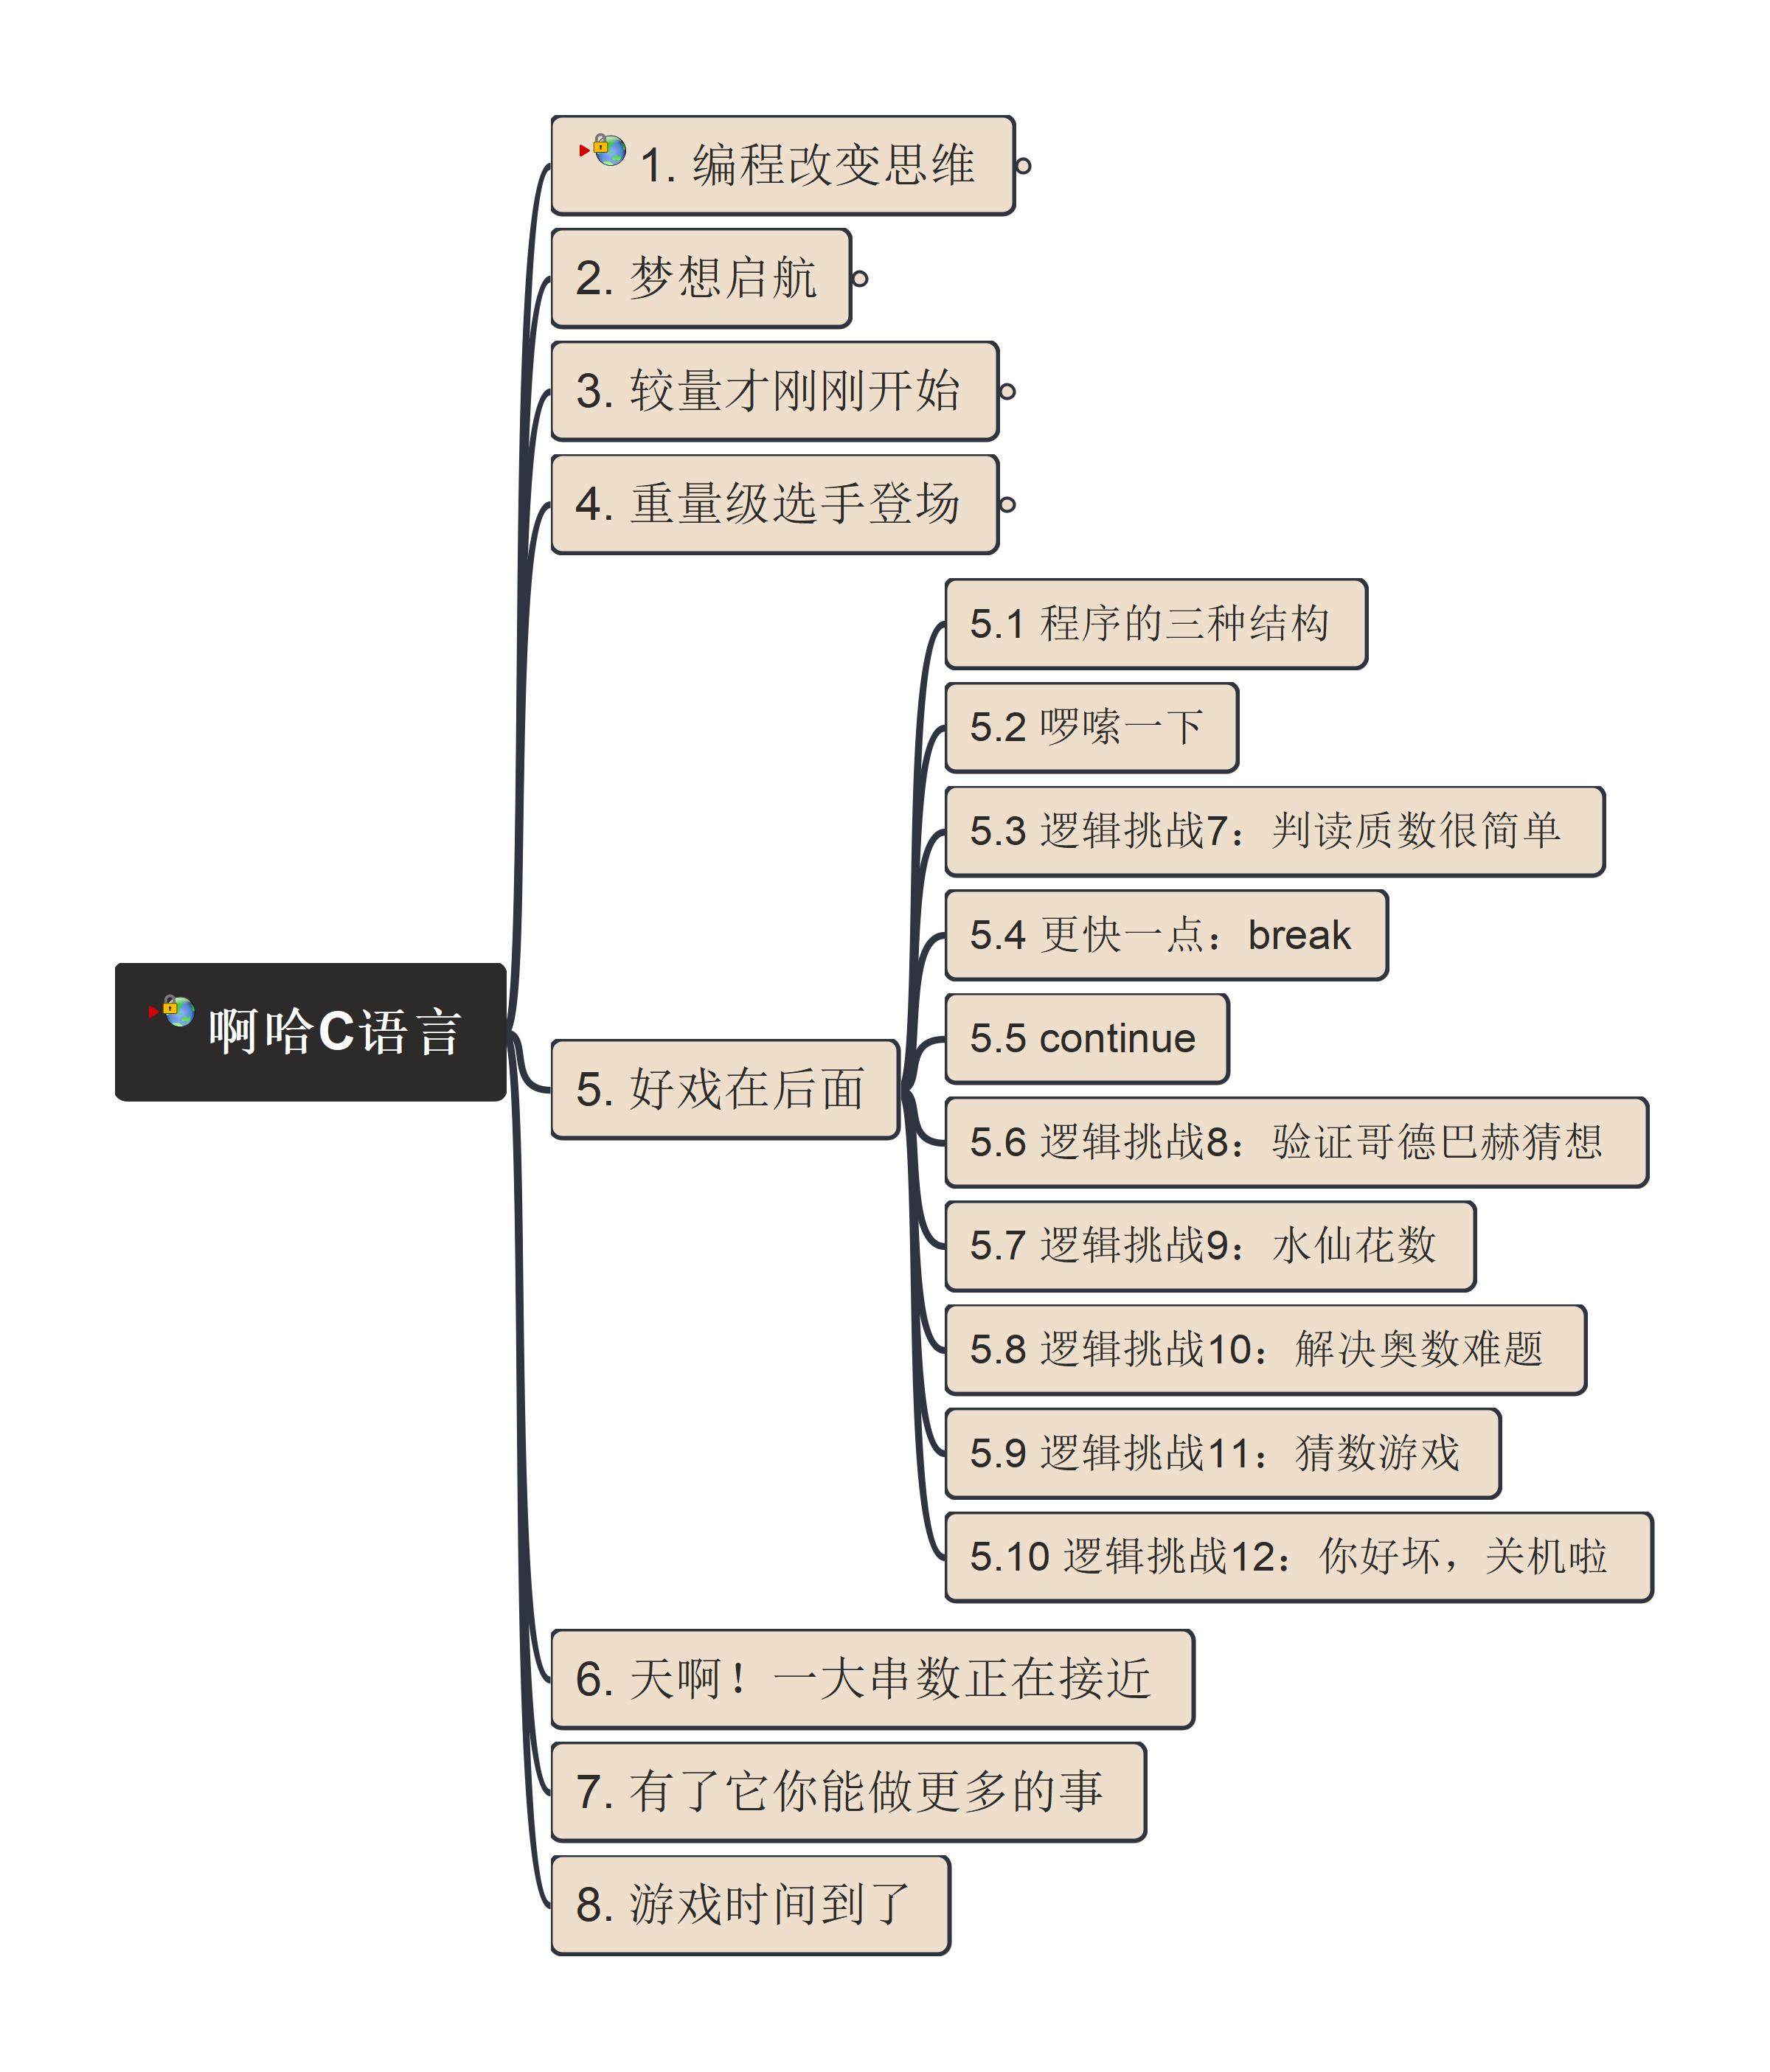 1. 编程改变思维
2. 梦想启航
3. 较量才刚刚开始
4. 重量级选手登场
啊哈C语言
5. 好戏在后面
5.1 程序的三种结构
5.2 啰嗦一下
5.3 逻辑挑战7：判读质数很简单
5.4 更快一点：break
5.5 continue
5.6 逻辑挑战8：验证哥德巴赫猜想
5.7 逻辑挑战9：水仙花数
5.8 逻辑挑战10：解决奥数难题
5.9 逻辑挑战11：猜数游戏
5.10 逻辑挑战12：你好坏，关机啦
6. 天啊！一大串数正在接近
7. 有了它你能做更多的事
8. 游戏时间到了